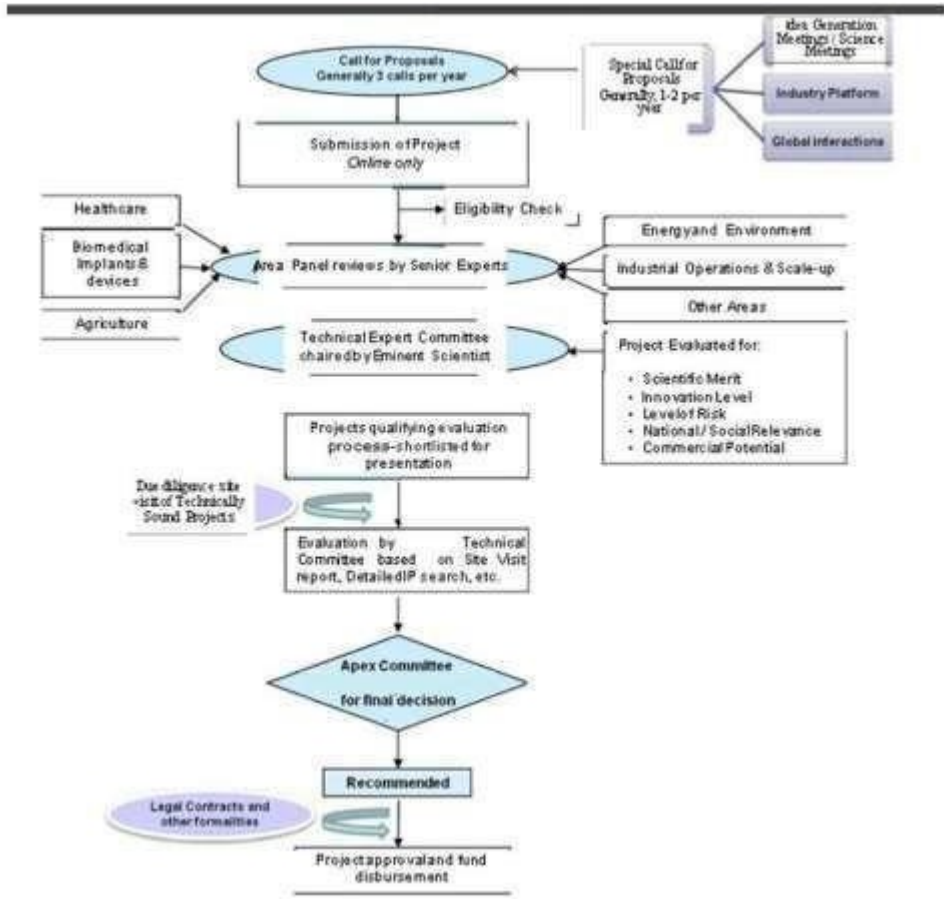 Call for Proposals
Generally 3 calls per year
Special Call for
Proposals
Generally, 1-2 per
year
Idea Generation
Meetings / Science
Meetings
Industry Platform
Global interactions
Submission of Project
Online only
Eligibility Check
Healthcare
Biomedical
Implants &
devices
Agriculture
Area Panel reviews by Senior Experts
Energy and Environment
Industrial Operations & Scale-up
Other Areas
Technical Expert Committee
chaired by Eminent Scientist
Project Evaluated for:
• Scientific Merit
• Innovation Level
• Level of Risk
• National / Social Relevance
• Commercial Potential
Projects qualifying evaluation
process-shortlisted for
presentation
Due diligence site
visit of Technically
Sound Projects
Evaluation by Technical
Committee based on Site Visit
report, Detailed IP search, etc.
Apex Committee
for final decision
Recommended
Legal Contracts and
other formalities
Project approval and fund
disbursement